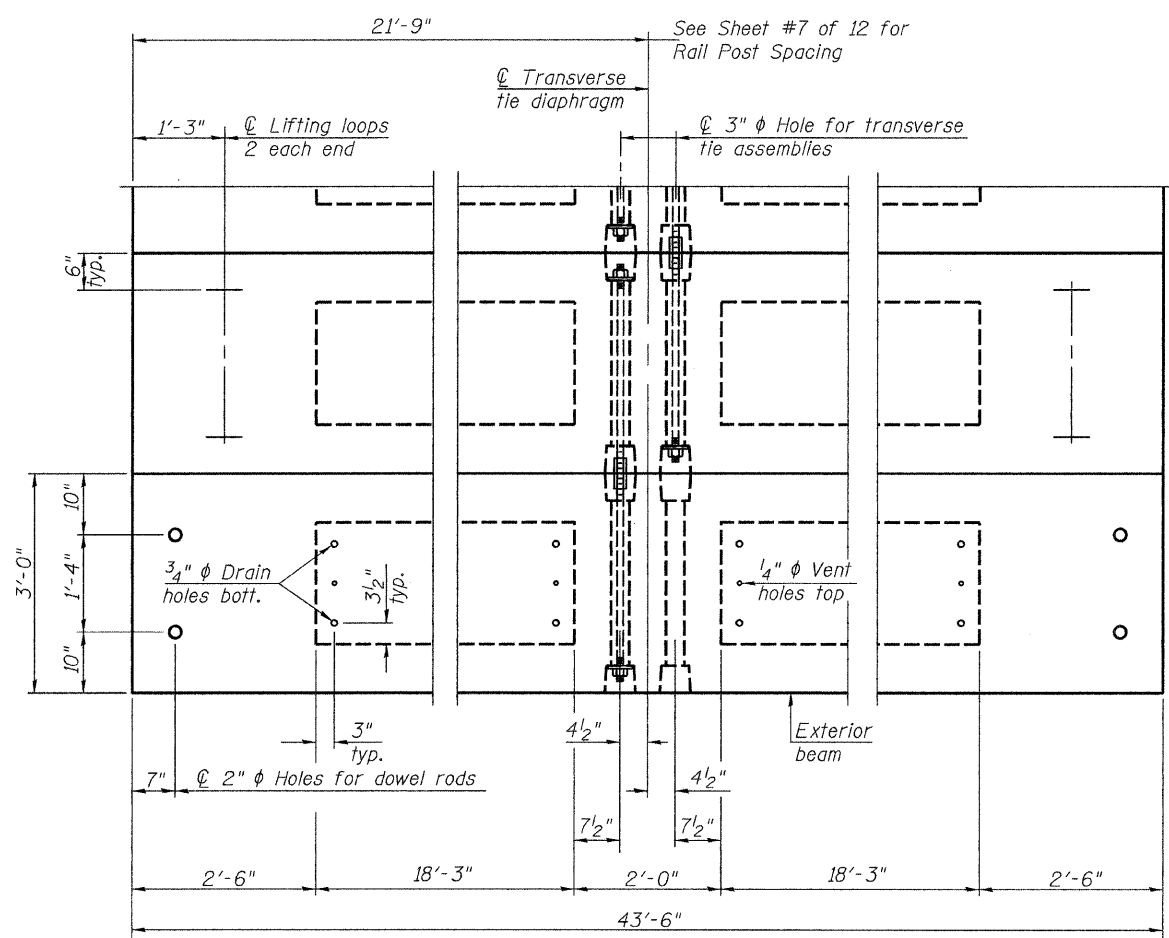 21'-9"
See Sheet #7 of 12 for
Rail Post Spacing
℄ Transverse
tie diaphragm
1'-3"
℄ Lifting loops
2 each end
℄ 3" ϕ Hole for transverse
tie assemblies
6"
typ.
3'-0"
10"
1'-4"
10"
3/4" ϕ Drain
holes bott.
3 1/2"
typ.
1/4" ϕ Vent
holes top
3"
typ.
4 1/2"
Exterior
beam
7"
℄ 2" ϕ Holes for dowel rods
4 1/2"
7 1/2"
7 1/2"
2'-6"
18'-3"
2'-0"
18'-3"
2'-6"
43'-6"